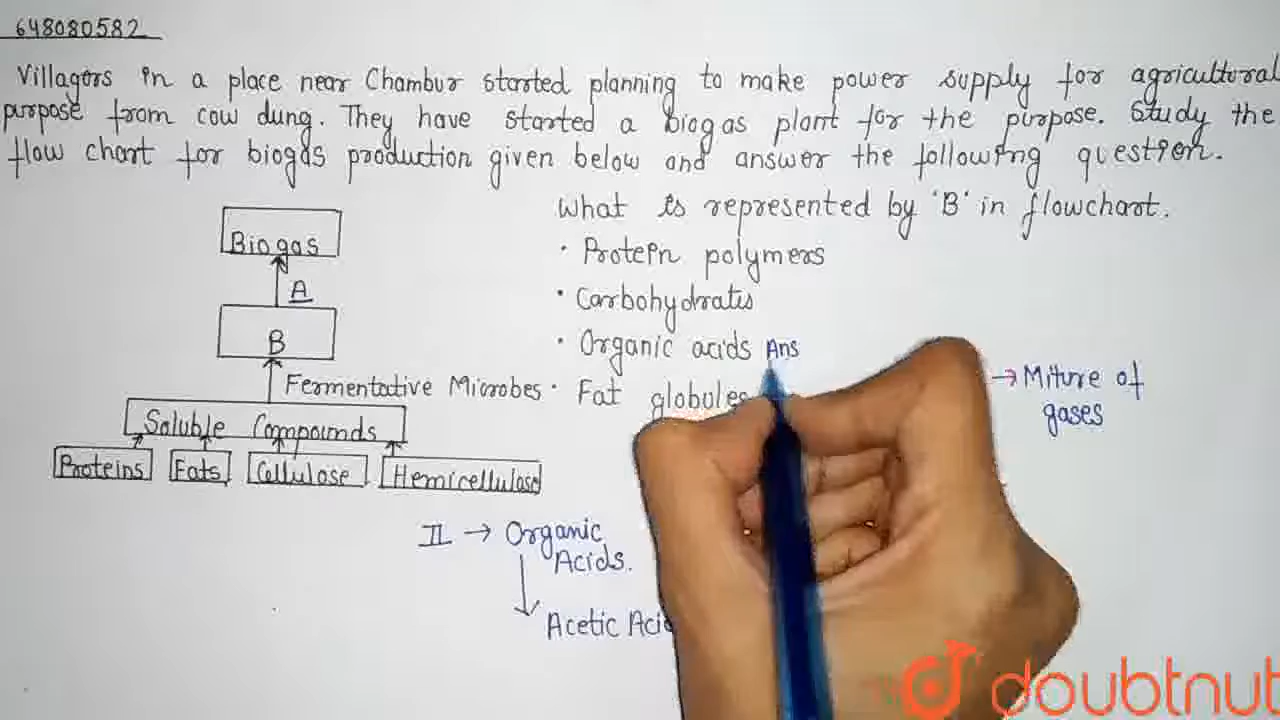 648080582
Villagers in a place near Chambur started planning to make power supply for agricultural
purpose from cow dung. They have started a biogas plant for the purpose. Study the
flow chart for biogas production given below and answer the following question.
What is represented by 'B' in flowchart.
Biogas
A
B
Fermentative Microbes
Soluble Compounds
Proteins Fats Cellulose Hemicellulose
• Protein polymers
• Carbohydrates
• Organic acids Ans
• Fat globules
→ Miture of
gases
II → Organic
Acids.
Acetic Aci
doubtnut